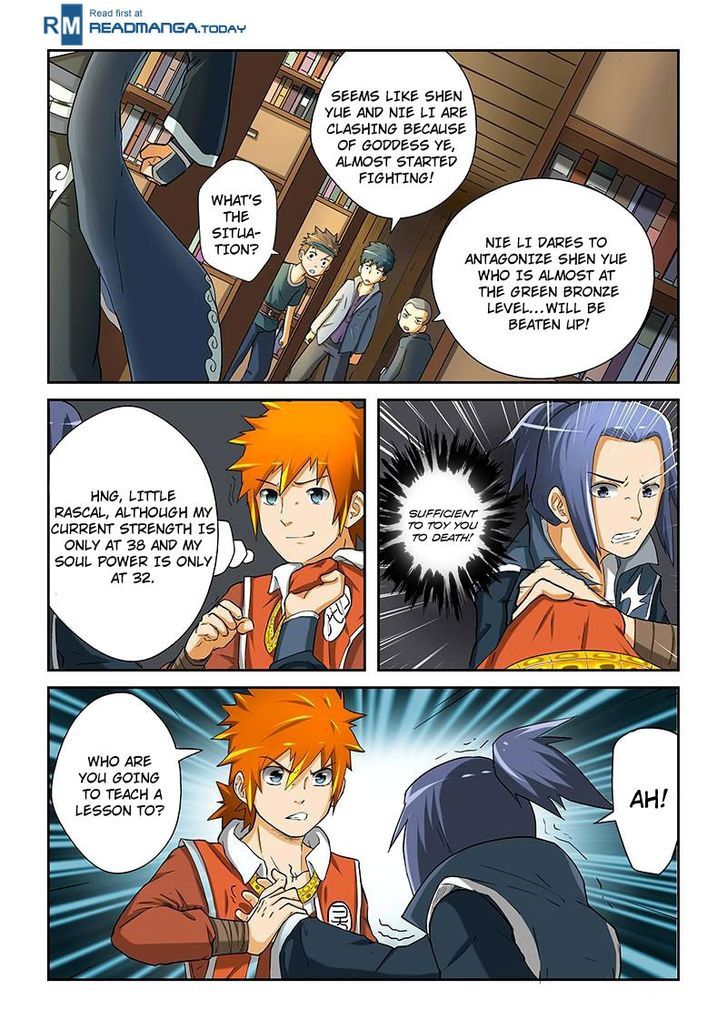 RM
Read first at
READMANGA.TODAY
SEEMS LIKE SHEN
YUE AND NIE LI ARE
CLASHING BECAUSE
OF GODDESS YE,
ALMOST STARTED
FIGHTING!
WHAT'S
THE
SITUA-
TION?
NIE LI DARES TO
ANTAGONIZE SHEN YUE
WHO IS ALMOST AT
THE GREEN BRONZE
LEVEL...WILL BE
BEATEN UP!
HNG, LITTLE
RASCAL, ALTHOUGH MY
CURRENT STRENGTH IS
ONLY AT 38 AND MY
SOUL POWER IS ONLY
AT 32.
SUFFICIENT
TO TOY YOU
TO DEATH!
WHO ARE
YOU GOING
TO TEACH A
LESSON TO?
AH!